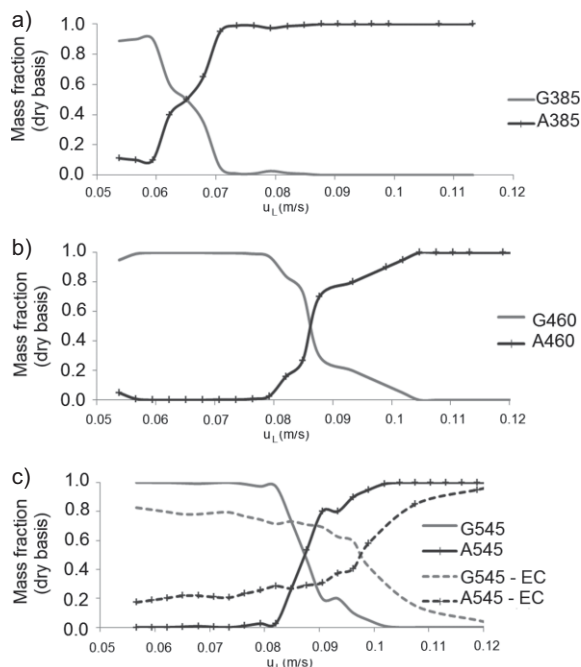 a)
Mass fraction
(dry basis)
1.0
0.8
0.6
0.4
0.2
0.0
0.05
0.06
0.07
0.08
0.09
0.1
0.11
0.12
uL(m/s)
G385
A385
b)
Mass fraction
(dry basis)
1.0
0.8
0.6
0.4
0.2
0.0
0.05
0.06
0.07
0.08
0.09
0.1
0.11
0.12
uL(m/s)
G460
A460
c)
Mass fraction
(dry basis)
1.0
0.8
0.6
0.4
0.2
0.0
0.05
0.06
0.07
0.08
0.09
0.1
0.11
0.12
(m/s)
G545
A545
G545 - EC
A545 - EC